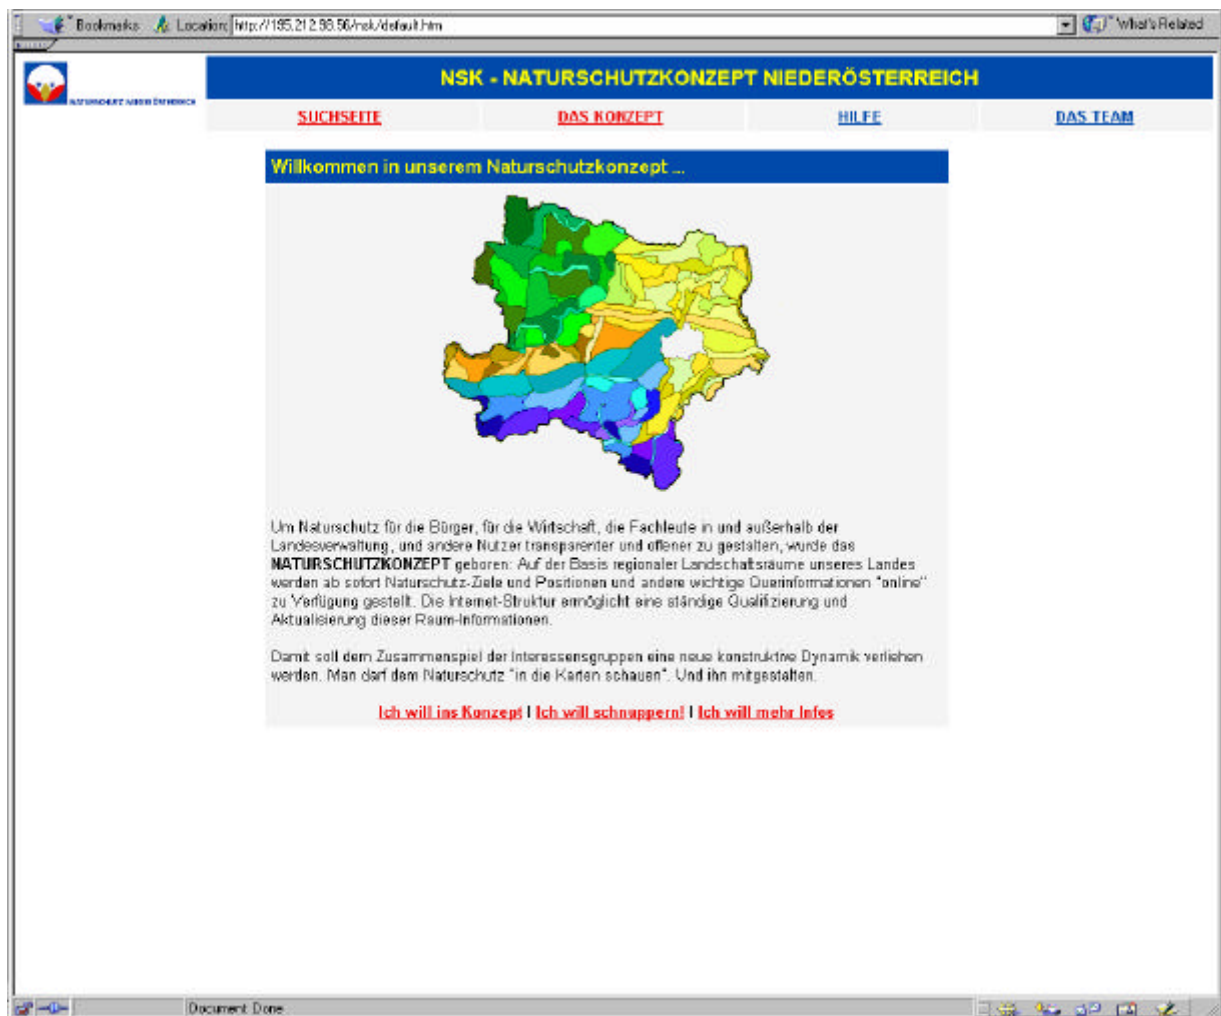 Bookmarks Location: http://195.212.98.56/nsk/default.htm What's Related
NSK - NATURSCHUTZKONZEPT NIEDERÖSTERREICH
NATURSCHUTZ NIEDERÖSTERREICH
SUCHSEITE DAS KONZEPT HILFE DAS TEAM
Willkommen in unserem Naturschutzkonzept ...
Um Naturschutz für die Bürger, für die Wirtschaft, die Fachleute in und außerhalb der
Landesverwaltung, und andere Nutzer transparenter und offener zu gestalten, wurde das
NATURSCHUTZKONZEPT geboren: Auf der Basis regionaler Landschaftsräume unseres Landes
werden ab sofort Naturschutz-Ziele und Positionen und andere wichtige Querinformationen "online"
zu Verfügung gestellt. Die Internet-Struktur ermöglicht eine ständige Qualifizierung und
Aktualisierung dieser Raum-Informationen.
Damit soll dem Zusammenspiel der Interessensgruppen eine neue konstruktive Dynamik verliehen
werden. Man darf dem Naturschutz "in die Karten schauen". Und ihn mitgestalten.
Ich will ins Konzept | Ich will schnuppern! | Ich will mehr Infos
Document: Done